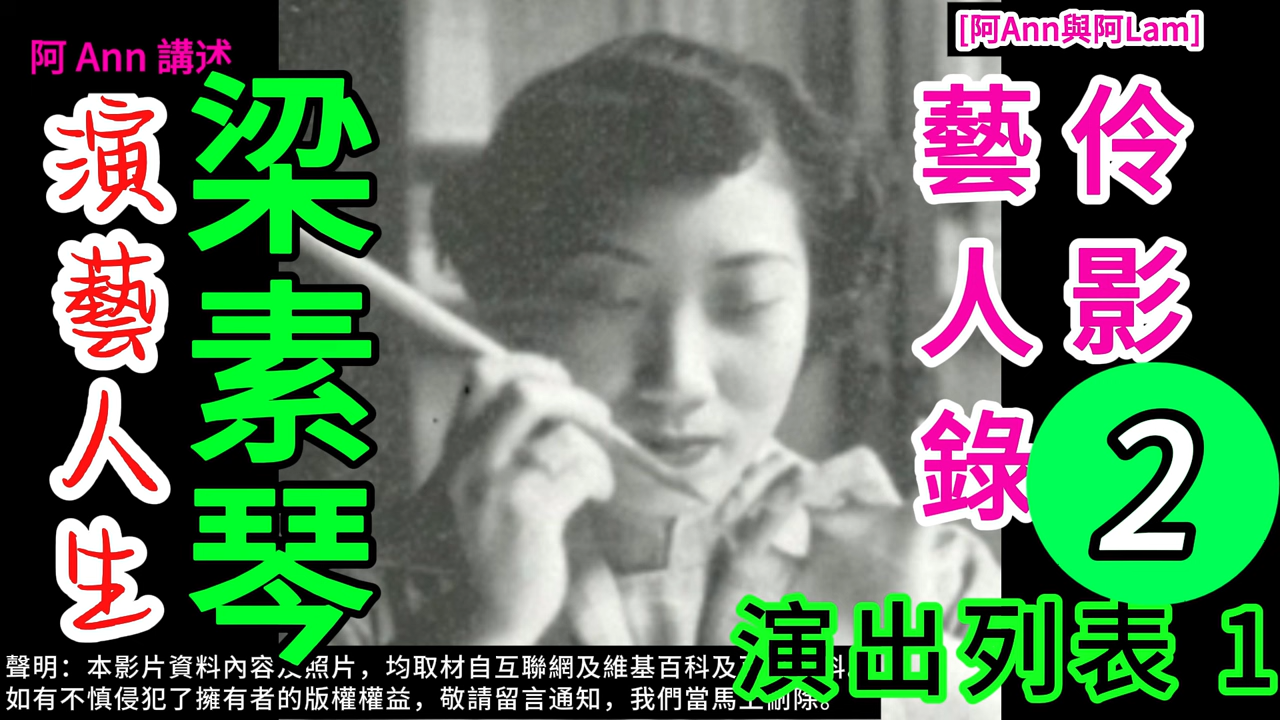 阿 Ann 講述
[阿Ann與阿Lam]
演藝人生
梁素琴
伶影
藝人錄
2
演出列表 1
聲明：本影片資料內容及照片，均取材自互聯網及維基百科及
如有不慎侵犯了擁有者的版權權益，敬請留言通知，我們當馬上刪除。